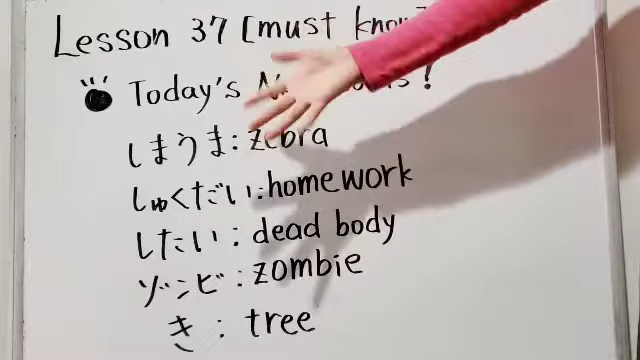 Lesson 37 [must know]
Today's
しまうま: zebra
しゅくだい: homework
したい: dead body
ゾンビ: zombie
き: tree